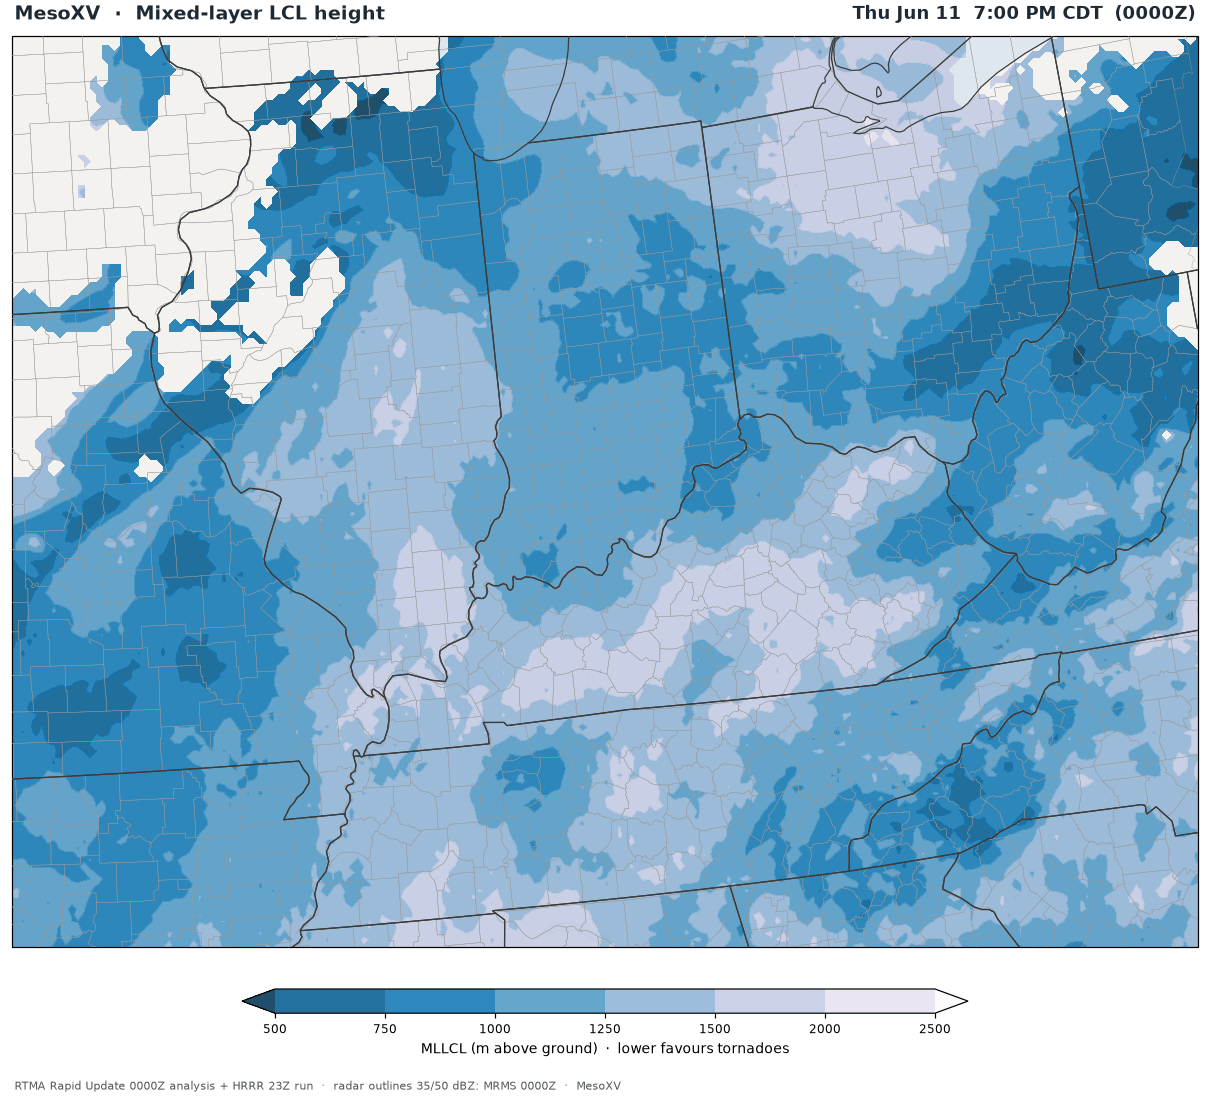 MesoXV · Mixed-layer LCL height
Thu Jun 11 7:00 PM CDT (0000Z)
500 750 1000 1250 1500 2000 2500
MLLCL (m above ground) · lower favours tornadoes
RTMA Rapid Update 0000Z analysis + HRRR 23Z run · radar outlines 35/50 dBZ: MRMS 0000Z · MesoXV